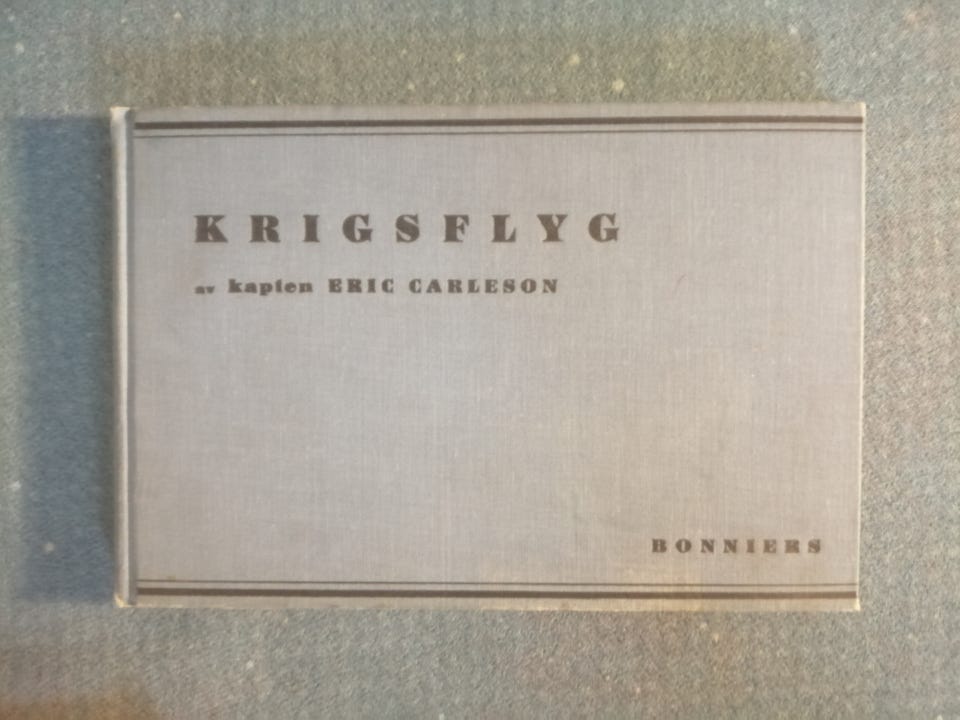 KRIGSFLYG
av kapten ERIC CARLESON
BONNIERS